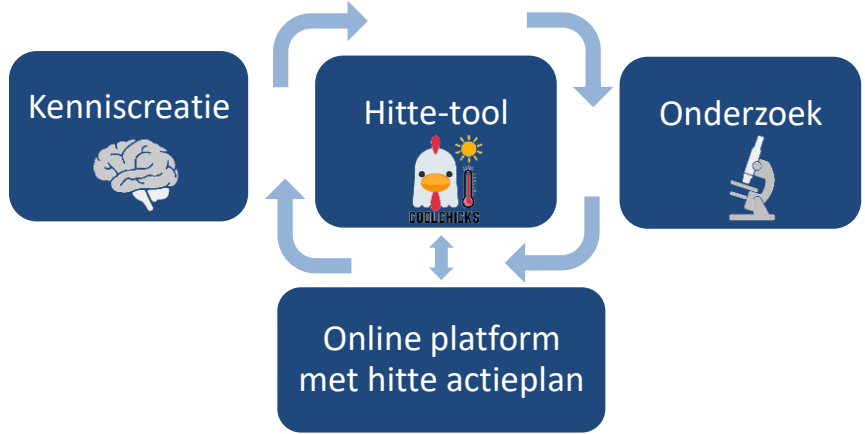 Kenniscreatie
Hitte-tool
COOLCHICKS
Onderzoek
Online platform
met hitte actieplan